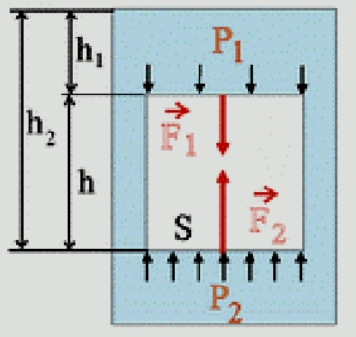 P₁
h₁
F₁
h₂
h
S
F₂
P₂